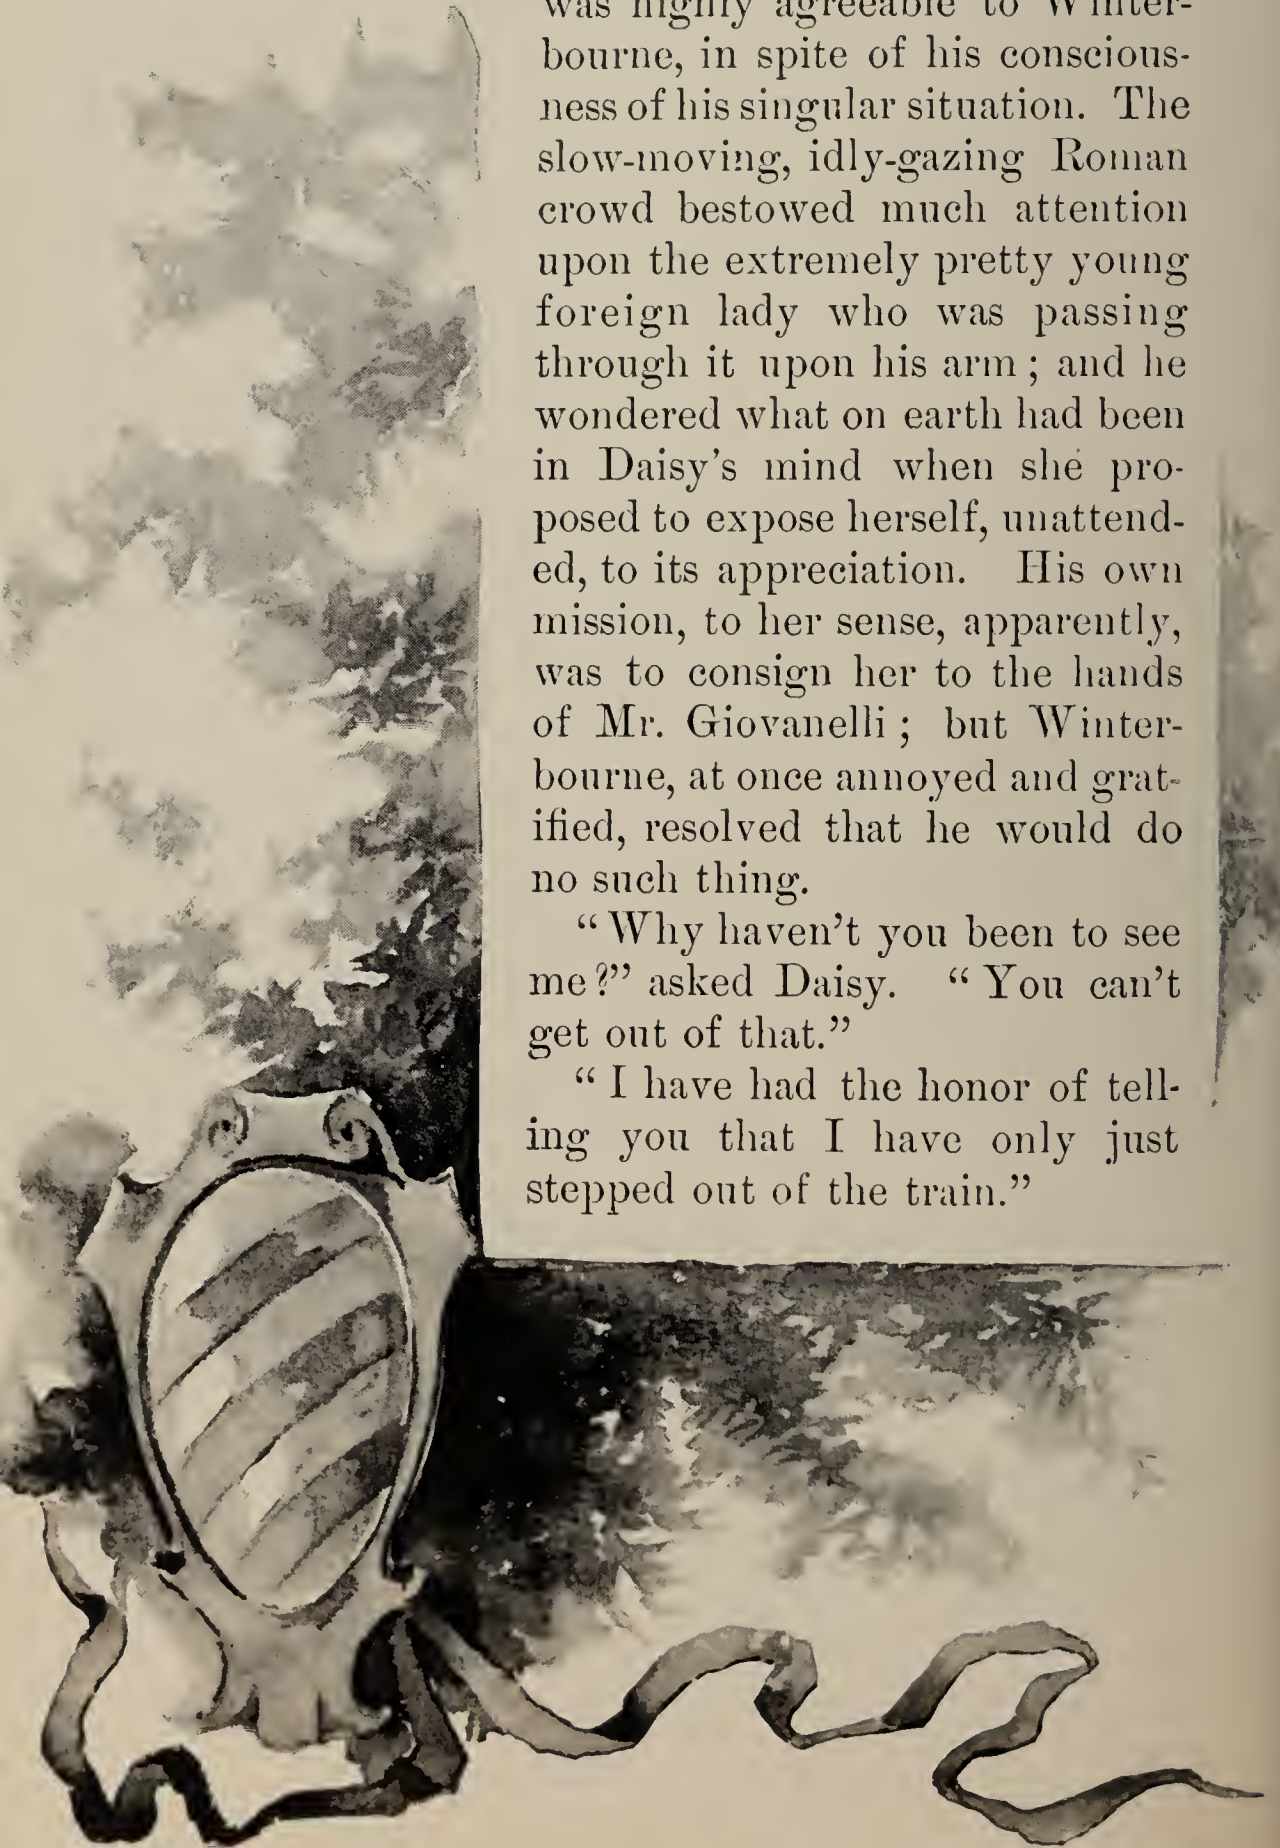 was highly agreeable to Winter-
bourne, in spite of his conscious-
ness of his singular situation. The
slow-moving, idly-gazing Roman
crowd bestowed much attention
upon the extremely pretty young
foreign lady who was passing
through it upon his arm; and he
wondered what on earth had been
in Daisy's mind when she pro-
posed to expose herself, unattend-
ed, to its appreciation. His own
mission, to her sense, apparently,
was to consign her to the hands
of Mr. Giovanelli; but Winter-
bourne, at once annoyed and grat-
ified, resolved that he would do
no such thing.
“Why haven’t you been to see
me?” asked Daisy. “You can’t
get out of that.”
“I have had the honor of tell-
ing you that I have only just
stepped out of the train.”